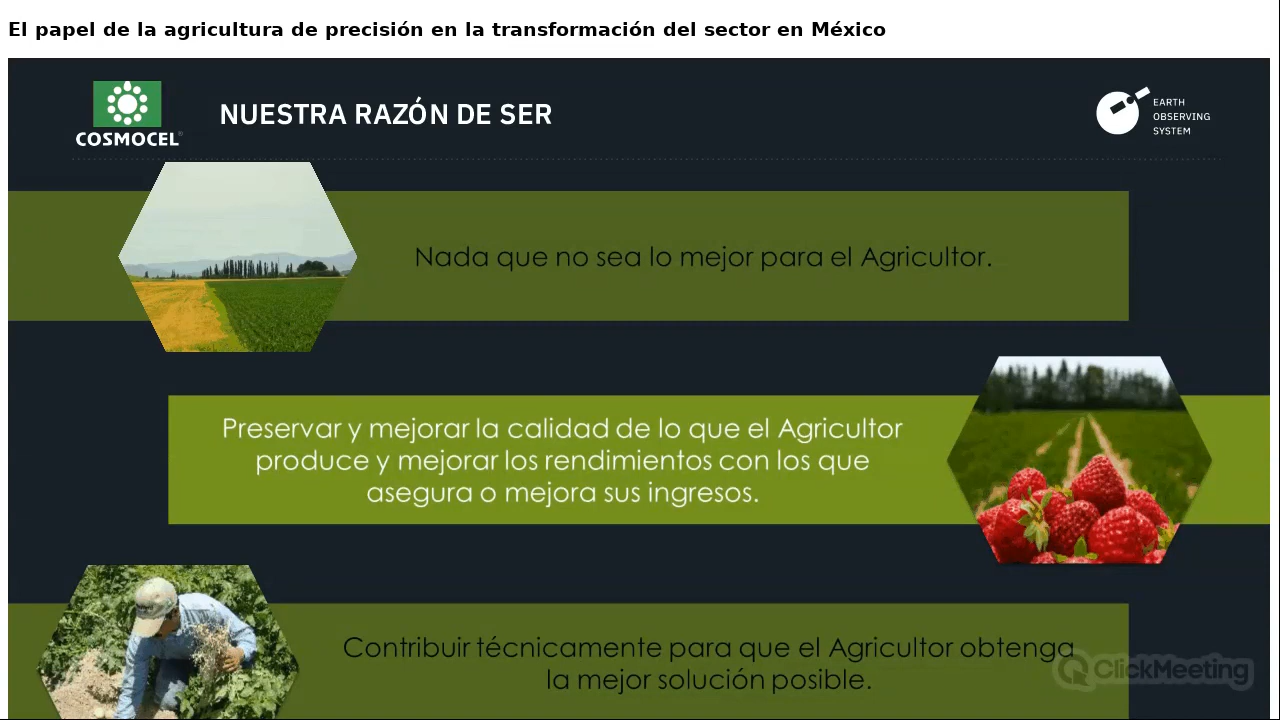 El papel de la agricultura de precisión en la transformación del sector en México
COSMOCEL®
NUESTRA RAZÓN DE SER
EARTH
OBSERVING
SYSTEM
Nada que no sea lo mejor para el Agricultor.
Preservar y mejorar la calidad de lo que el Agricultor
produce y mejorar los rendimientos con los que
asegura o mejora sus ingresos.
Contribuir técnicamente para que el Agricultor obtenga
la mejor solución posible.
ClickMeeting